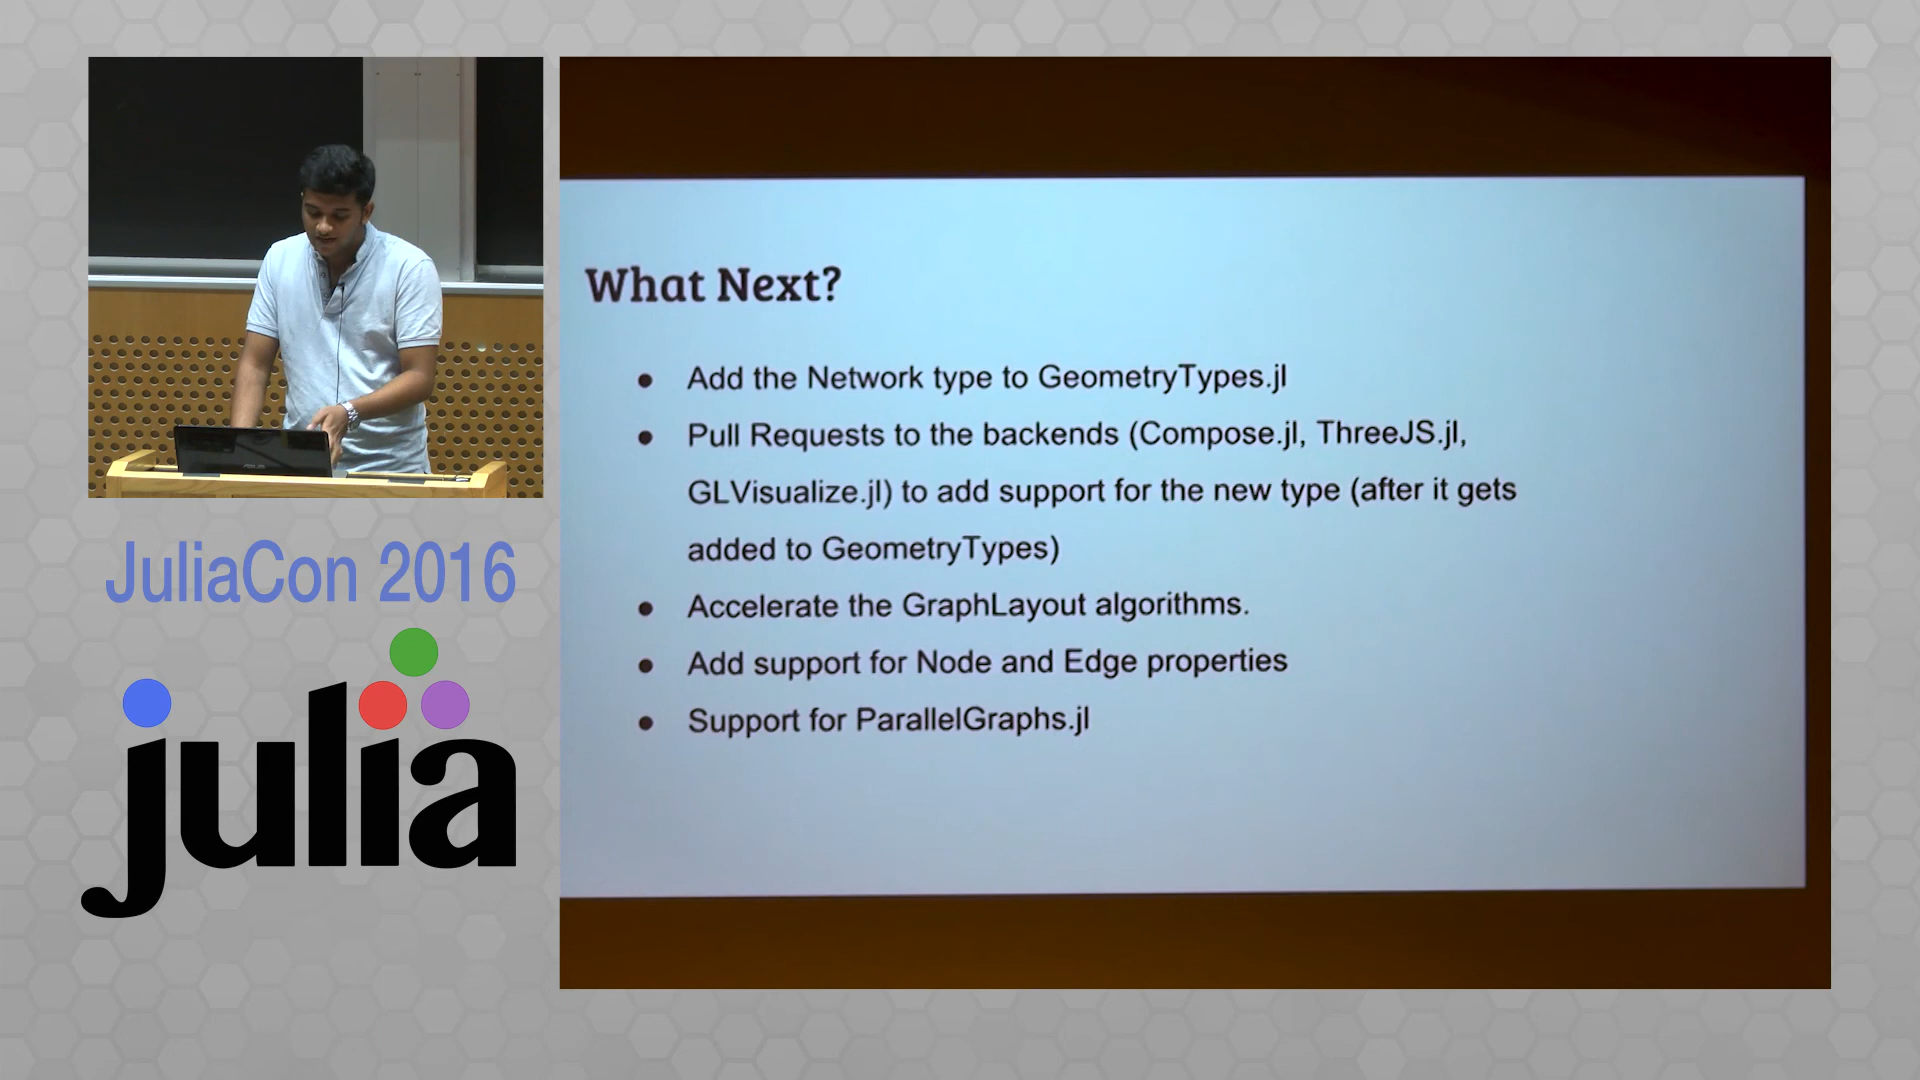 What Next?
● Add the Network type to GeometryTypes.jl
● Pull Requests to the backends (Compose.jl, ThreeJS.jl,
GLVisualize.jl) to add support for the new type (after it gets
added to GeometryTypes)
● Accelerate the GraphLayout algorithms.
● Add support for Node and Edge properties
● Support for ParallelGraphs.jl
ASUS
JuliaCon 2016
julia